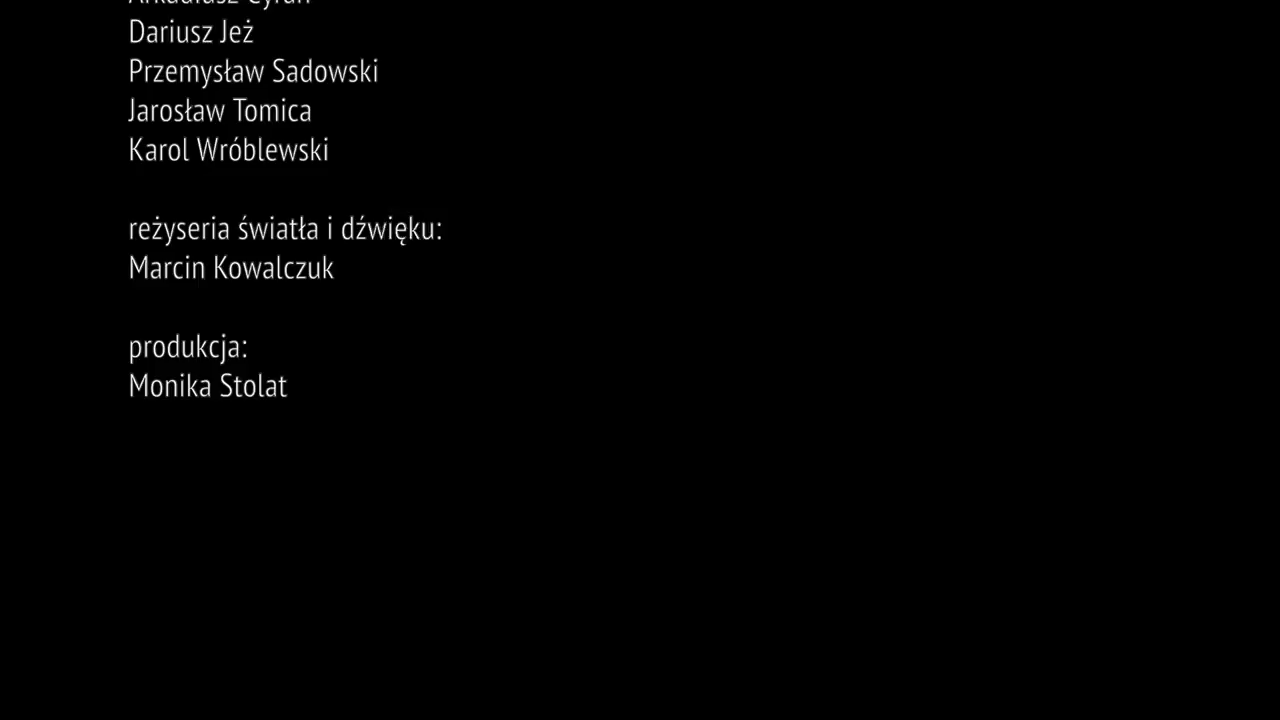 Dariusz Jeż
Przemysław Sadowski
Jarosław Tomica
Karol Wróblewski
reżyseria światła i dźwięku:
Marcin Kowalczuk
produkcja:
Monika Stolat